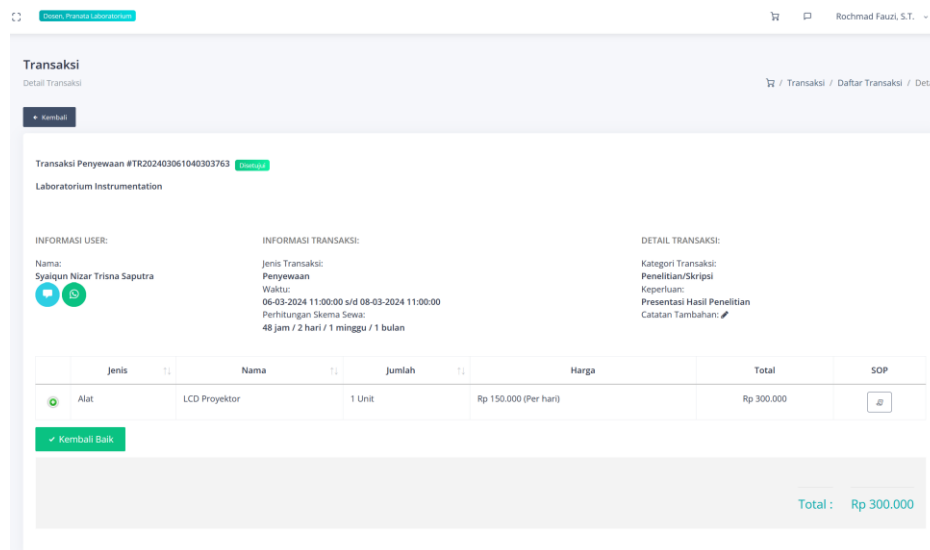 Dosen, Pranata Laboratorium
Rochmad Fauzi, S.T.
Transaksi
Detail Transaksi
/ Transaksi / Daftar Transaksi / Det
← Kembali
Transaksi Penyewaan #TR202403061040303763 Disetujui
Laboratorium Instrumentation
INFORMASI USER:
Nama:
Syaiqun Nizar Trisna Saputra
INFORMASI TRANSAKSI:
Jenis Transaksi:
Penyewaan
Waktu:
06-03-2024 11:00:00 s/d 08-03-2024 11:00:00
Perhitungan Skema Sewa:
48 jam / 2 hari / 1 minggu / 1 bulan
DETAIL TRANSAKSI:
Kategori Transaksi:
Penelitian/Skripsi
Keperluan:
Presentasi Hasil Penelitian
Catatan Tambahan:
Jenis Nama Jumlah Harga Total SOP
Alat LCD Proyektor 1 Unit Rp 150.000 (Per hari) Rp 300.000
✔ Kembali Baik
Total : Rp 300.000